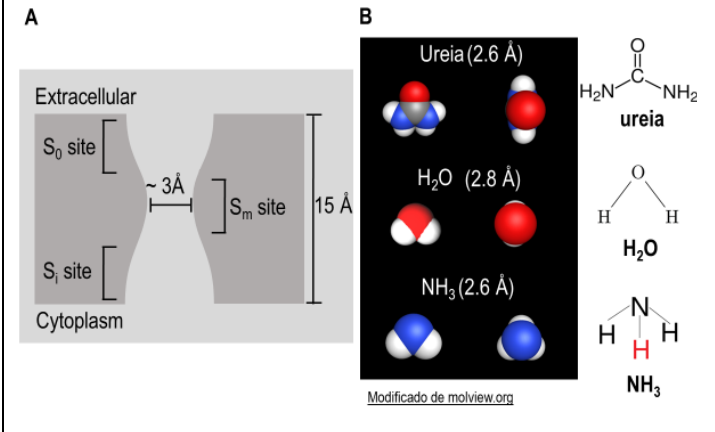 A
Extracellular
S₀ site
~ 3Å
Sₘ site
15 Å
Sᵢ site
Cytoplasm
B
Ureia (2.6 Å)
H₂O (2.8 Å)
NH₃ (2.6 Å)
Modificado de molview.org
O
C
H₂N
NH₂
ureia
O
H
H
H₂O
N
H
H
H
NH₃